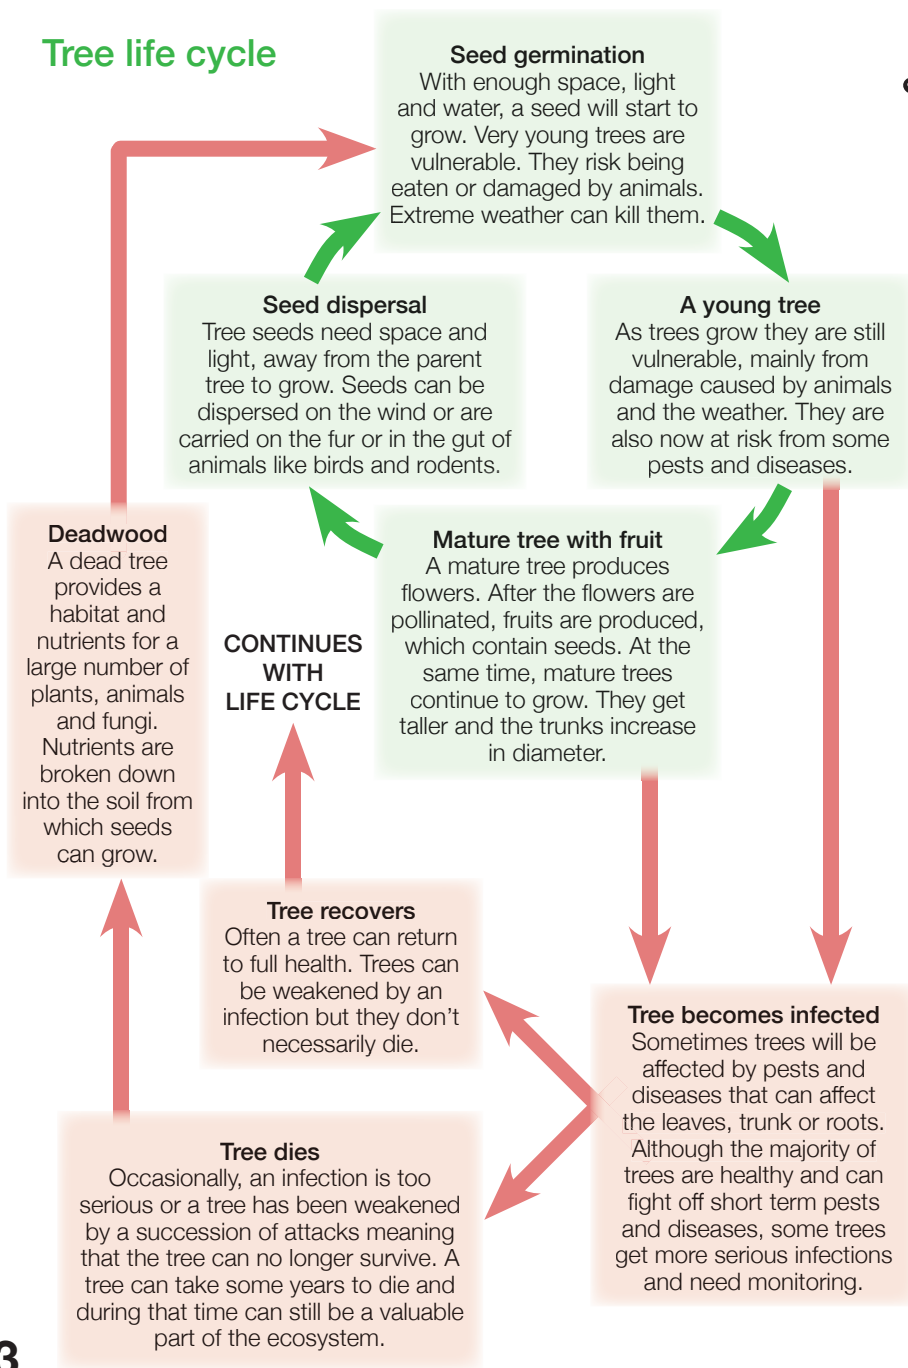 Tree life cycle
Seed germination
With enough space, light
and water, a seed will start to
grow. Very young trees are
vulnerable. They risk being
eaten or damaged by animals.
Extreme weather can kill them.
Seed dispersal
Tree seeds need space and
light, away from the parent
tree to grow. Seeds can be
dispersed on the wind or are
carried on the fur or in the gut of
animals like birds and rodents.
A young tree
As trees grow they are still
vulnerable, mainly from
damage caused by animals
and the weather. They are
also now at risk from some
pests and diseases.
Deadwood
A dead tree
provides a
habitat and
nutrients for a
large number of
plants, animals
and fungi.
Nutrients are
broken down
into the soil from
which seeds
can grow.
CONTINUES
WITH
LIFE CYCLE
Mature tree with fruit
A mature tree produces
flowers. After the flowers are
pollinated, fruits are produced,
which contain seeds. At the
same time, mature trees
continue to grow. They get
taller and the trunks increase
in diameter.
Tree recovers
Often a tree can return
to full health. Trees can
be weakened by an
infection but they don't
necessarily die.
Tree becomes infected
Sometimes trees will be
affected by pests and
diseases that can affect
the leaves, trunk or roots.
Although the majority of
trees are healthy and can
fight off short term pests
and diseases, some trees
get more serious infections
and need monitoring.
Tree dies
Occasionally, an infection is too
serious or a tree has been weakened
by a succession of attacks meaning
that the tree can no longer survive. A
tree can take some years to die and
during that time can still be a valuable
part of the ecosystem.
3